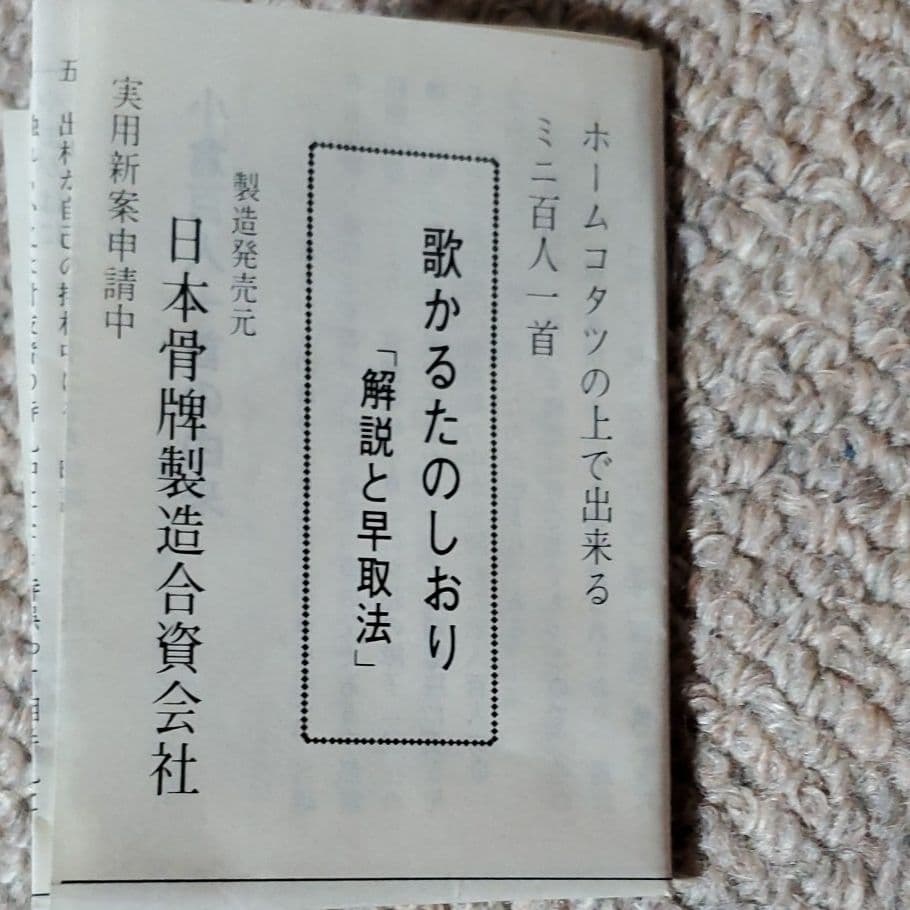 ホームコタツの上で出来る
ミニ百人一首
歌かるたのしおり
「解説と早取法」
製造発売元
日本骨牌製造合資会社
実用新案申請中
五